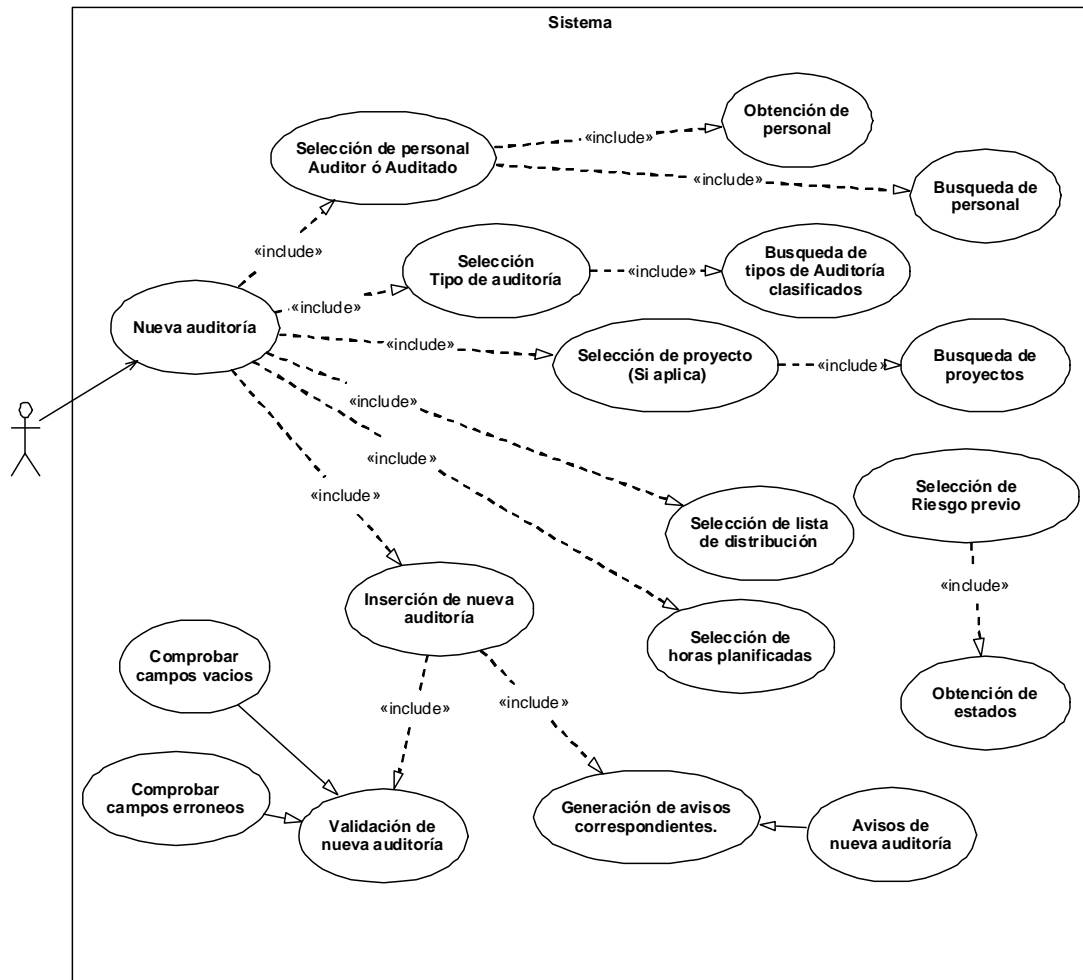 Sistema
Obtención de
personal
«include»
Selección de personal
Auditor ó Auditado
«include»
Busqueda de
personal
«include»
Selección
Tipo de auditoría
«include»
Busqueda de
tipos de Auditoría
clasificados
«include»
Nueva auditoría
«include»
Selección de proyecto
(Si aplica)
«include»
Busqueda de
proyectos
«include»
«include»
«include»
Selección de
Riesgo previo
Selección de lista
de distribución
«include»
Inserción de nueva
auditoría
Selección de
horas planificadas
Comprobar
campos vacios
Obtención de
estados
«include»
«include»
Comprobar
campos erroneos
Validación de
nueva auditoría
Generación de avisos
correspondientes.
Avisos de
nueva auditoría